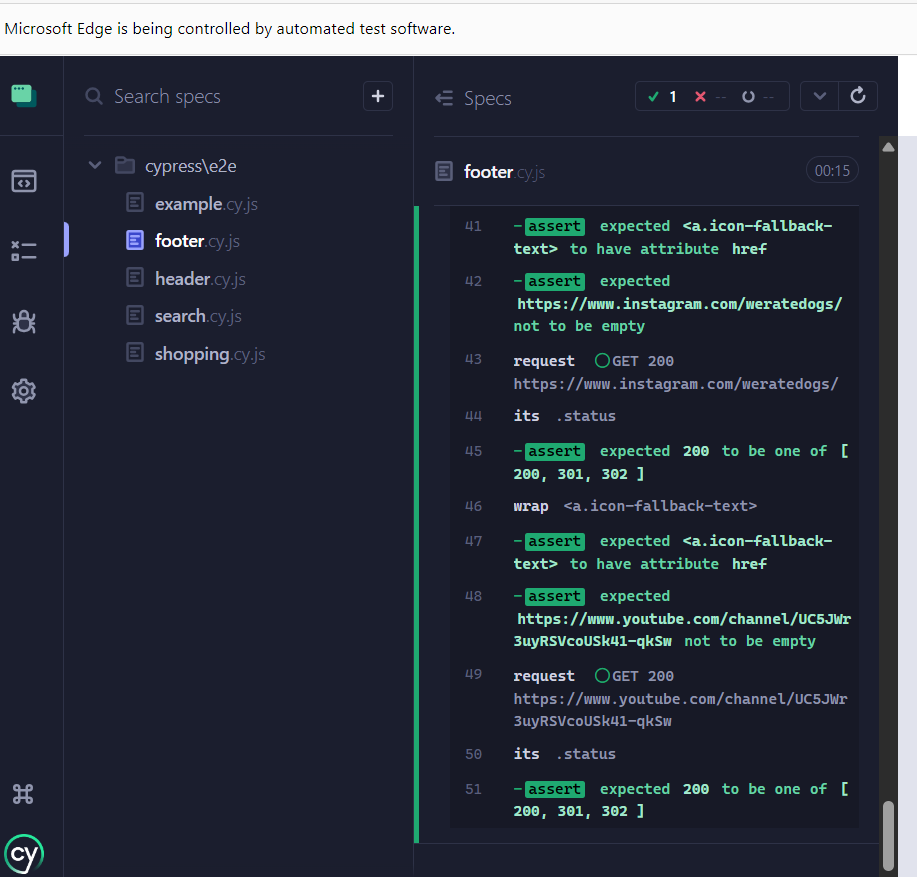 Microsoft Edge is being controlled by automated test software.
Search specs
+
cypress\e2e
example.cy.js
footer.cy.js
header.cy.js
search.cy.js
shopping.cy.js
cy
Specs
1 -- --
footer.cy.js 00:15
41 -assert expected <a.icon-fallback-
text> to have attribute href
42 -assert expected
https://www.instagram.com/weratedogs/
not to be empty
43 request GET 200
https://www.instagram.com/weratedogs/
44 its .status
45 -assert expected 200 to be one of [
200, 301, 302 ]
46 wrap <a.icon-fallback-text>
47 -assert expected <a.icon-fallback-
text> to have attribute href
48 -assert expected
https://www.youtube.com/channel/UC5JWr
3uyRSVcoUSk41-qkSw not to be empty
49 request GET 200
https://www.youtube.com/channel/UC5JWr
3uyRSVcoUSk41-qkSw
50 its .status
51 -assert expected 200 to be one of [
200, 301, 302 ]